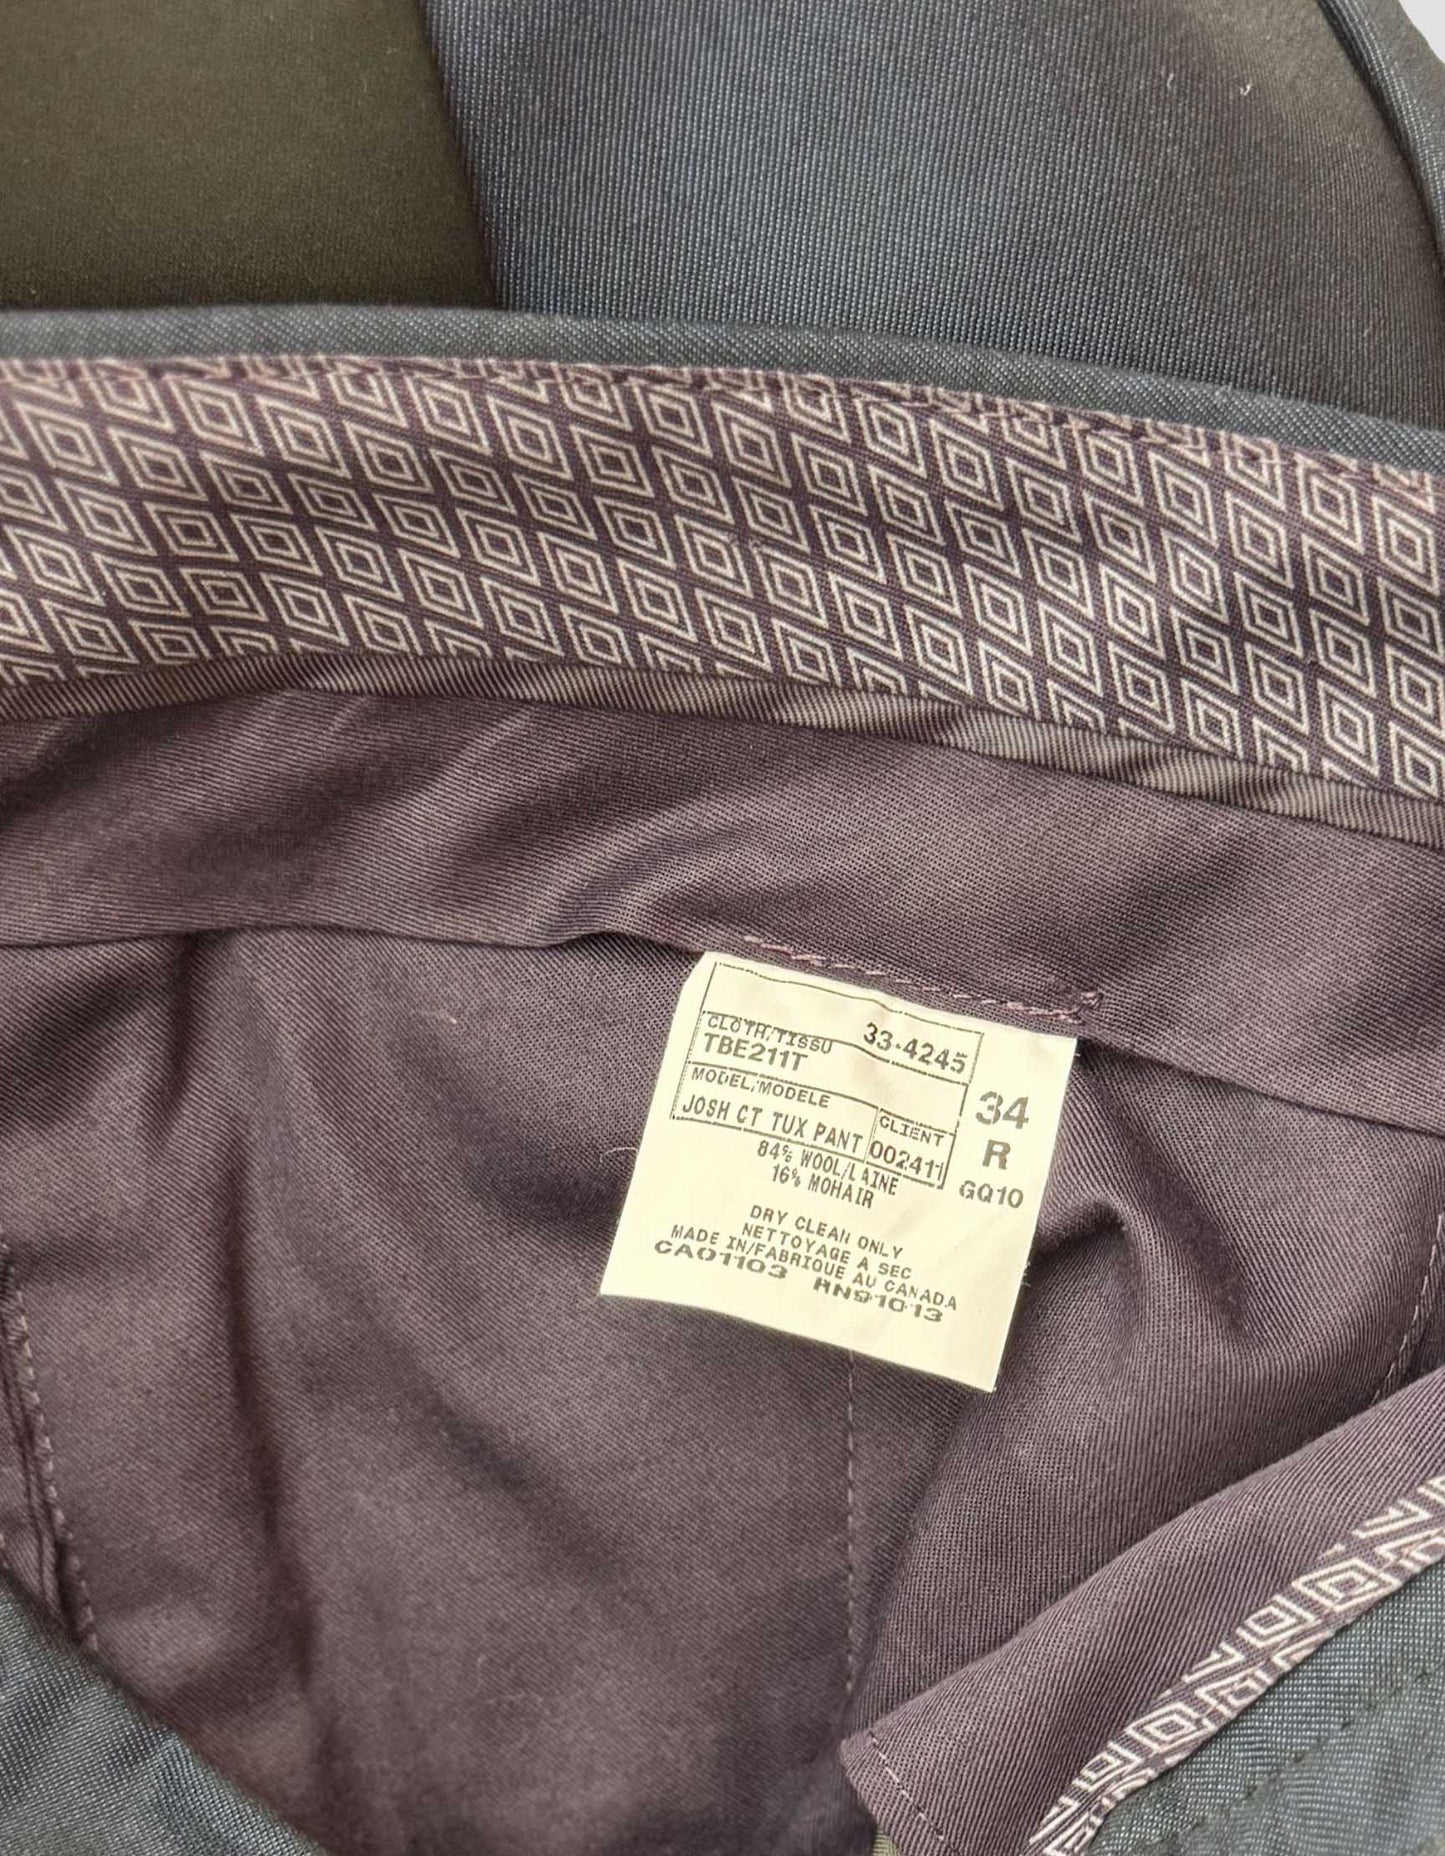 CLOTH/TISSU 33-4245
TBE211T
MODEL/MODELE
JOSH CT TUX PANT
CLIENT
002411
34
R
GQ10
84% WOOL/LAINE
16% MOHAIR
DRY CLEAN ONLY
NETTOYAGE A SEC
MADE IN/FABRIQUE AU CANADA
CA01103 RN91013